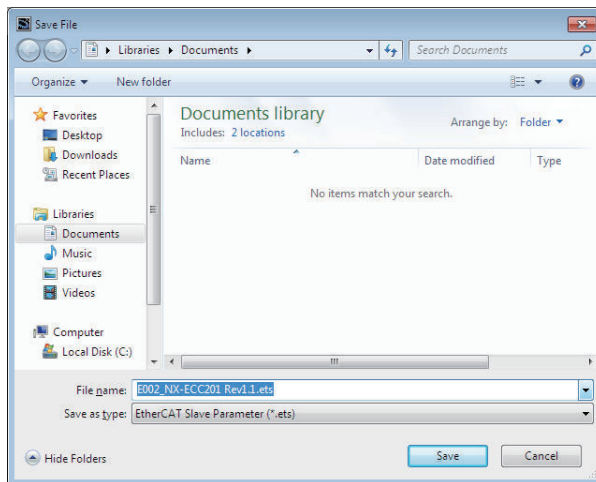 Save File
Libraries Documents Search Documents
Organize New folder
Favorites
Desktop
Downloads
Recent Places
Libraries
Documents
Music
Pictures
Videos
Computer
Local Disk (C:)
Documents library
Includes: 2 locations
Arrange by: Folder
Name Date modified Type
No items match your search.
File name: E002_NX-ECC201 Rev1.1.ets
Save as type: EtherCAT Slave Parameter (*.ets)
Hide Folders Save Cancel